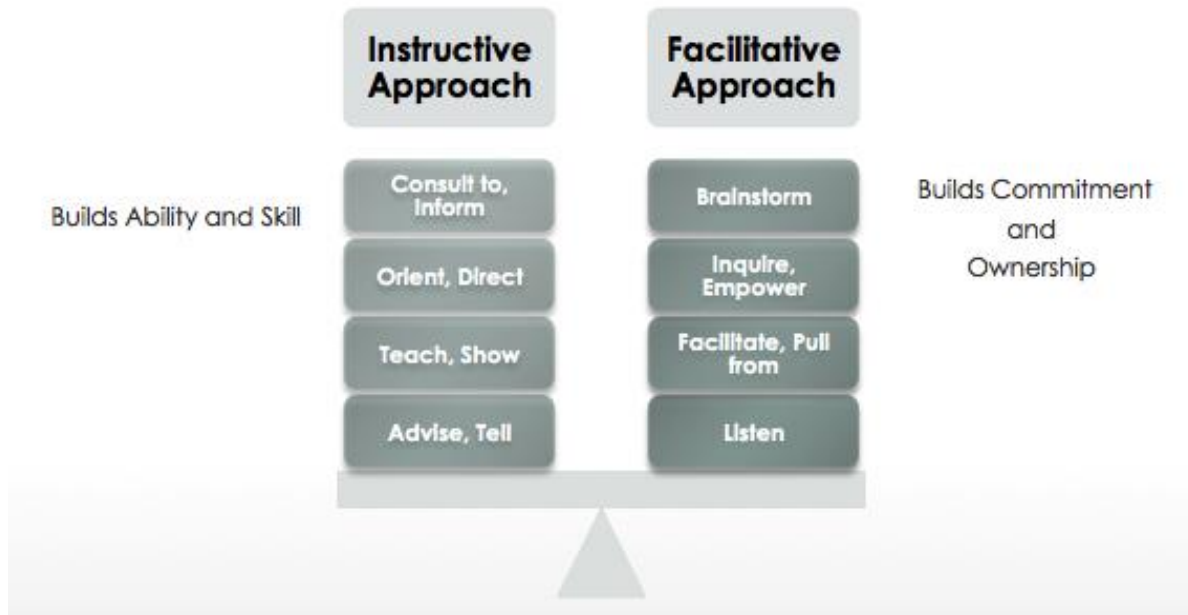 Instructive
Approach
Facilitative
Approach
Builds Ability and Skill
Consult to,
Inform
Orient, Direct
Teach, Show
Advise, Tell
Brainstorm
Inquire,
Empower
Facilitate, Pull
from
Listen
Builds Commitment
and
Ownership